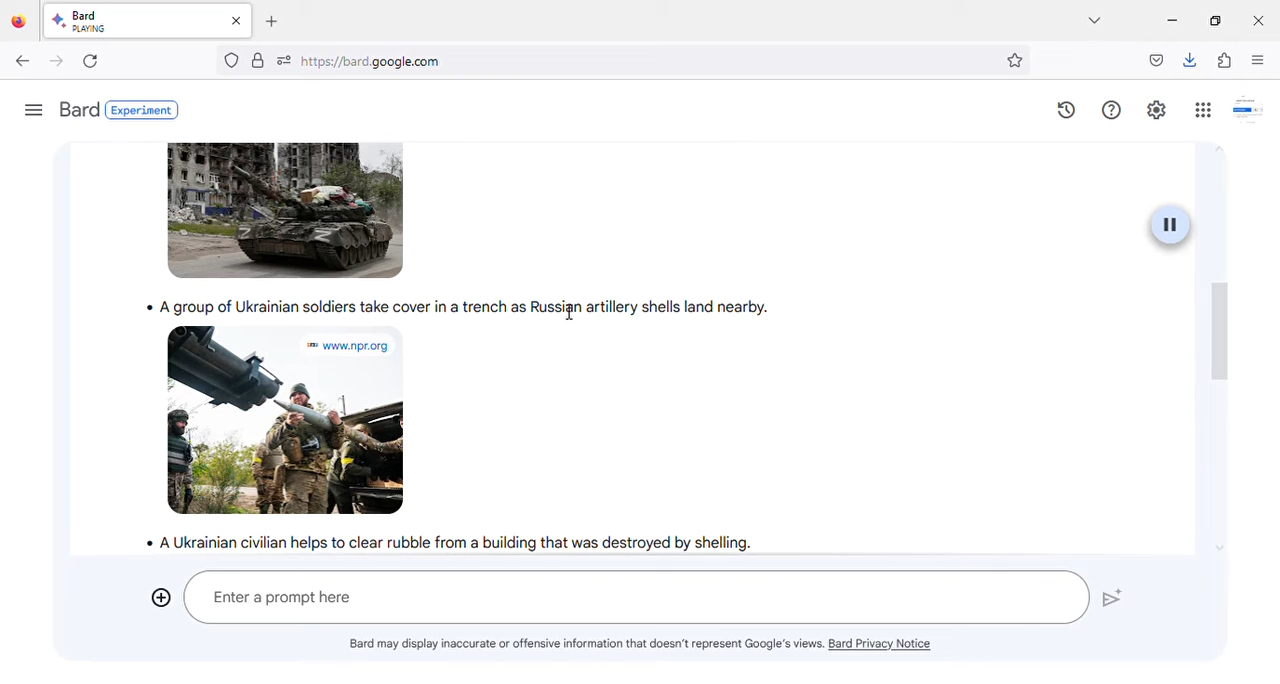 Bard
PLAYING
https://bard.google.com
Bard Experiment
• A group of Ukrainian soldiers take cover in a trench as Russian artillery shells land nearby.
www.npr.org
• A Ukrainian civilian helps to clear rubble from a building that was destroyed by shelling.
Enter a prompt here
Bard may display inaccurate or offensive information that doesn't represent Google's views. Bard Privacy Notice